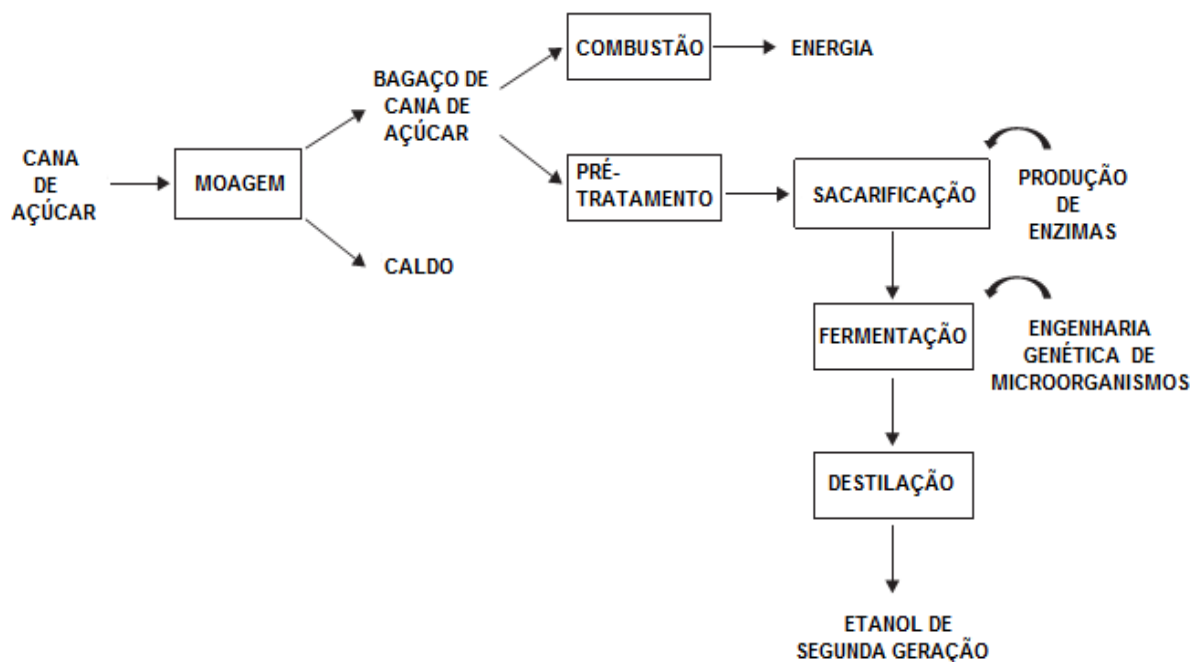 CANA
DE
AÇÚCAR
MOAGEM
BAGAÇO DE
CANA DE
AÇÚCAR
CALDO
COMBUSTÃO
ENERGIA
PRÉ-
TRATAMENTO
SACARIFICAÇÃO
PRODUÇÃO
DE
ENZIMAS
FERMENTAÇÃO
ENGENHARIA
GENÉTICA DE
MICROORGANISMOS
DESTILAÇÃO
ETANOL DE
SEGUNDA GERAÇÃO